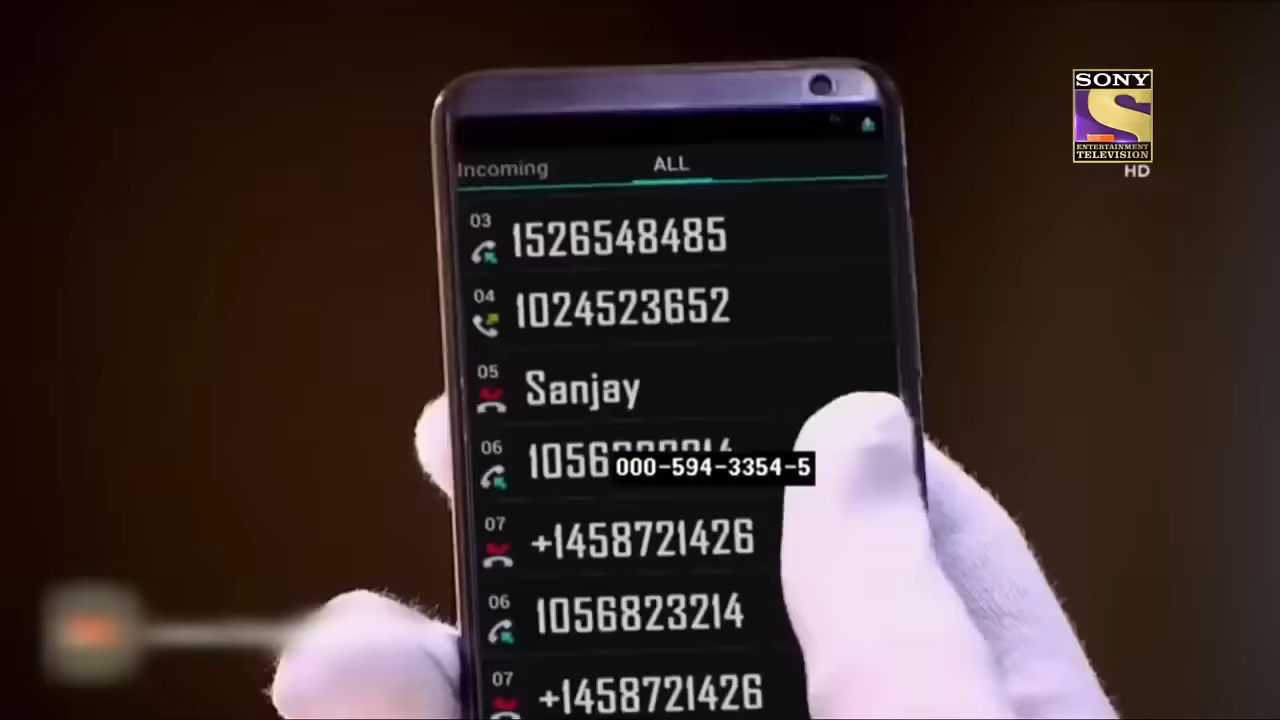 SONY
S
ENTERTAINMENT
TELEVISION
HD
Incoming ALL
03
1526548485
04
1024523652
05
Sanjay
06
000-594-3354-5
07
+1458721426
06
1056823214
07
+1458721426